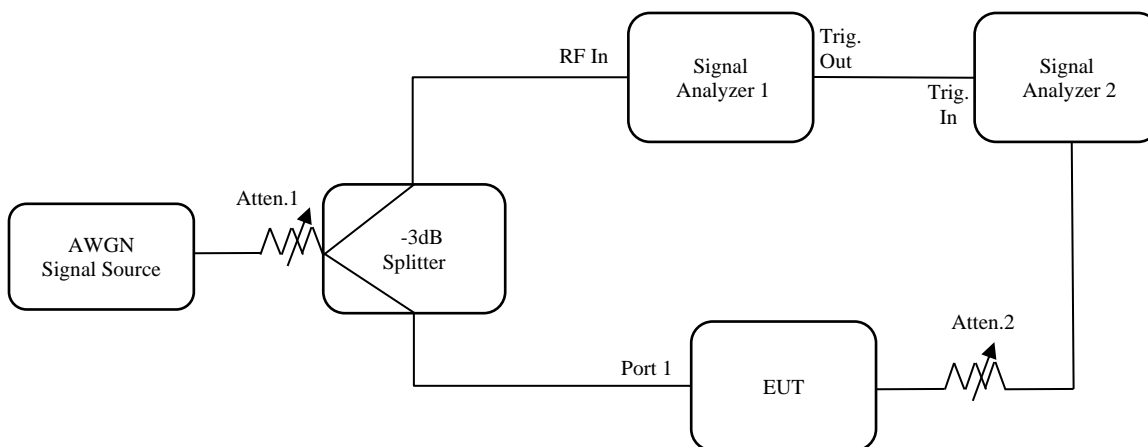 RF In
Signal
Analyzer 1
Trig.
Out
Trig.
In
Signal
Analyzer 2
Atten.1
AWGN
Signal Source
-3dB
Splitter
Atten.2
Port 1
EUT